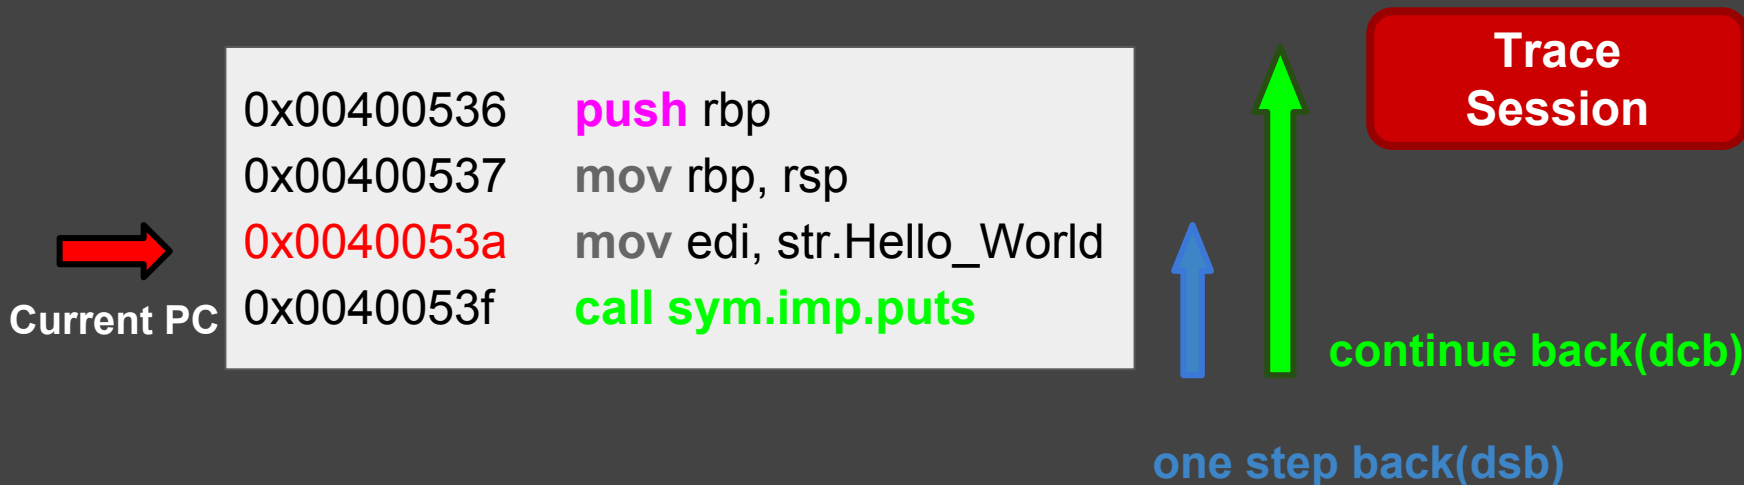 Trace
Session
0x00400536 push rbp
0x00400537 mov rbp, rsp
0x0040053a mov edi, str.Hello_World
0x0040053f call sym.imp.puts
Current PC
continue back(dcb)
one step back(dsb)